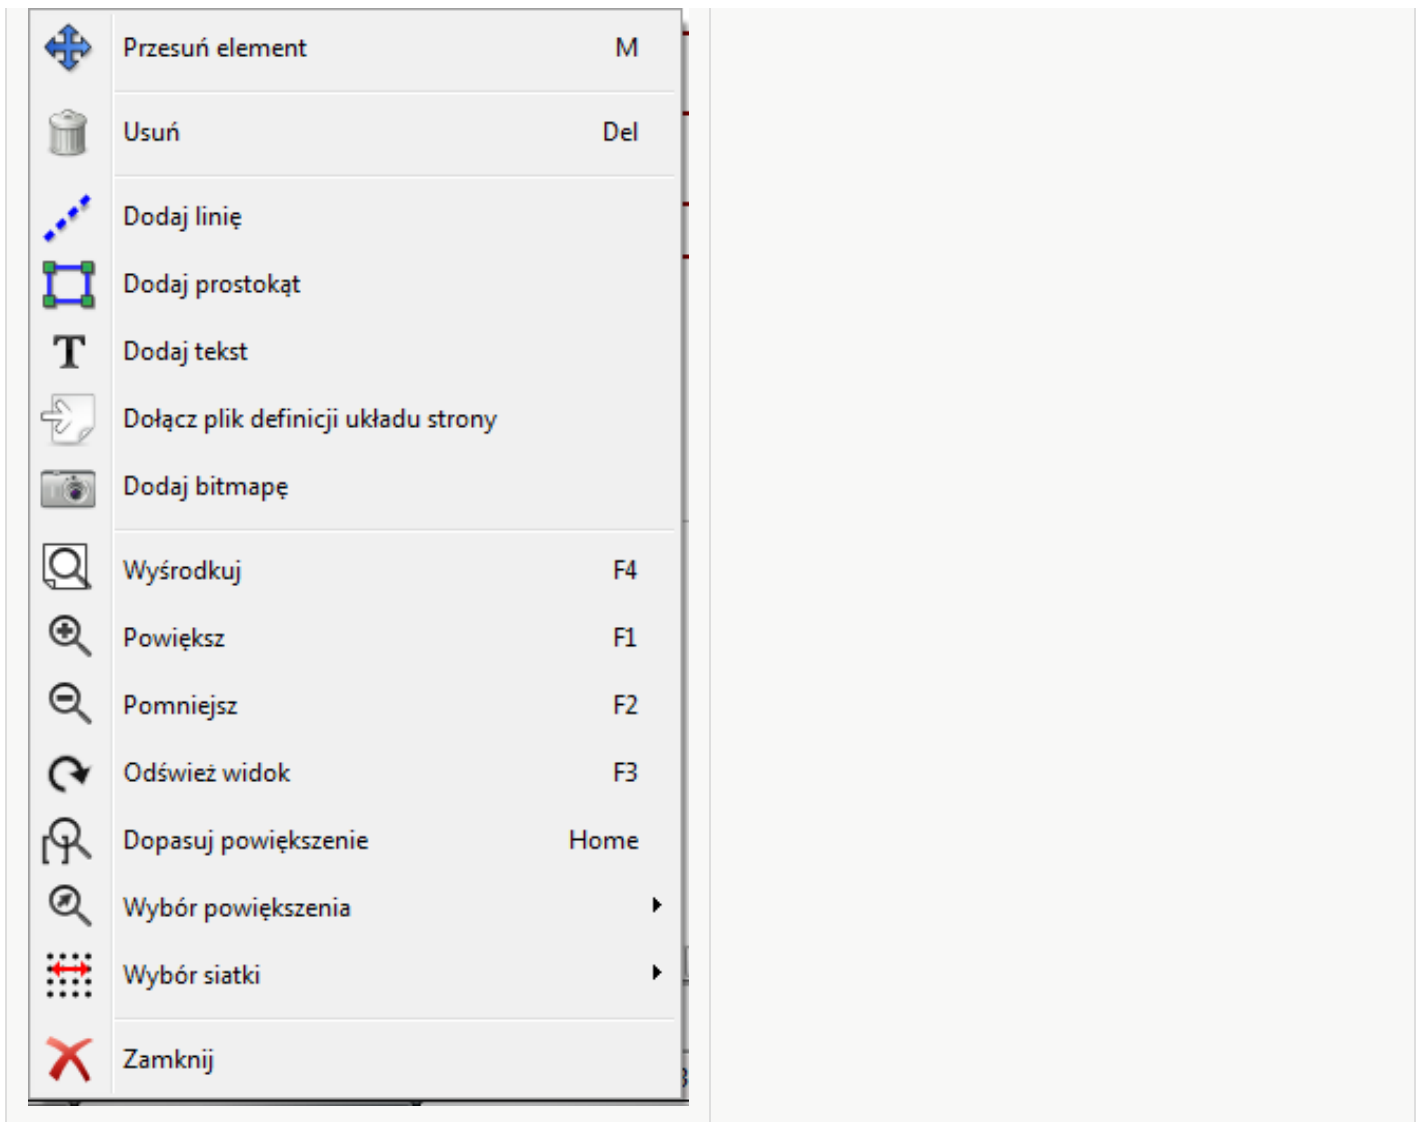 Przesuń element M
Usuń Del
Dodaj linię
Dodaj prostokąt
Dodaj tekst
Dołącz plik definicji układu strony
Dodaj bitmapę
Wyśrodkuj F4
Powiększ F1
Pomniejsz F2
Odśwież widok F3
Dopasuj powiększenie Home
Wybór powiększenia
Wybór siatki
Zamknij